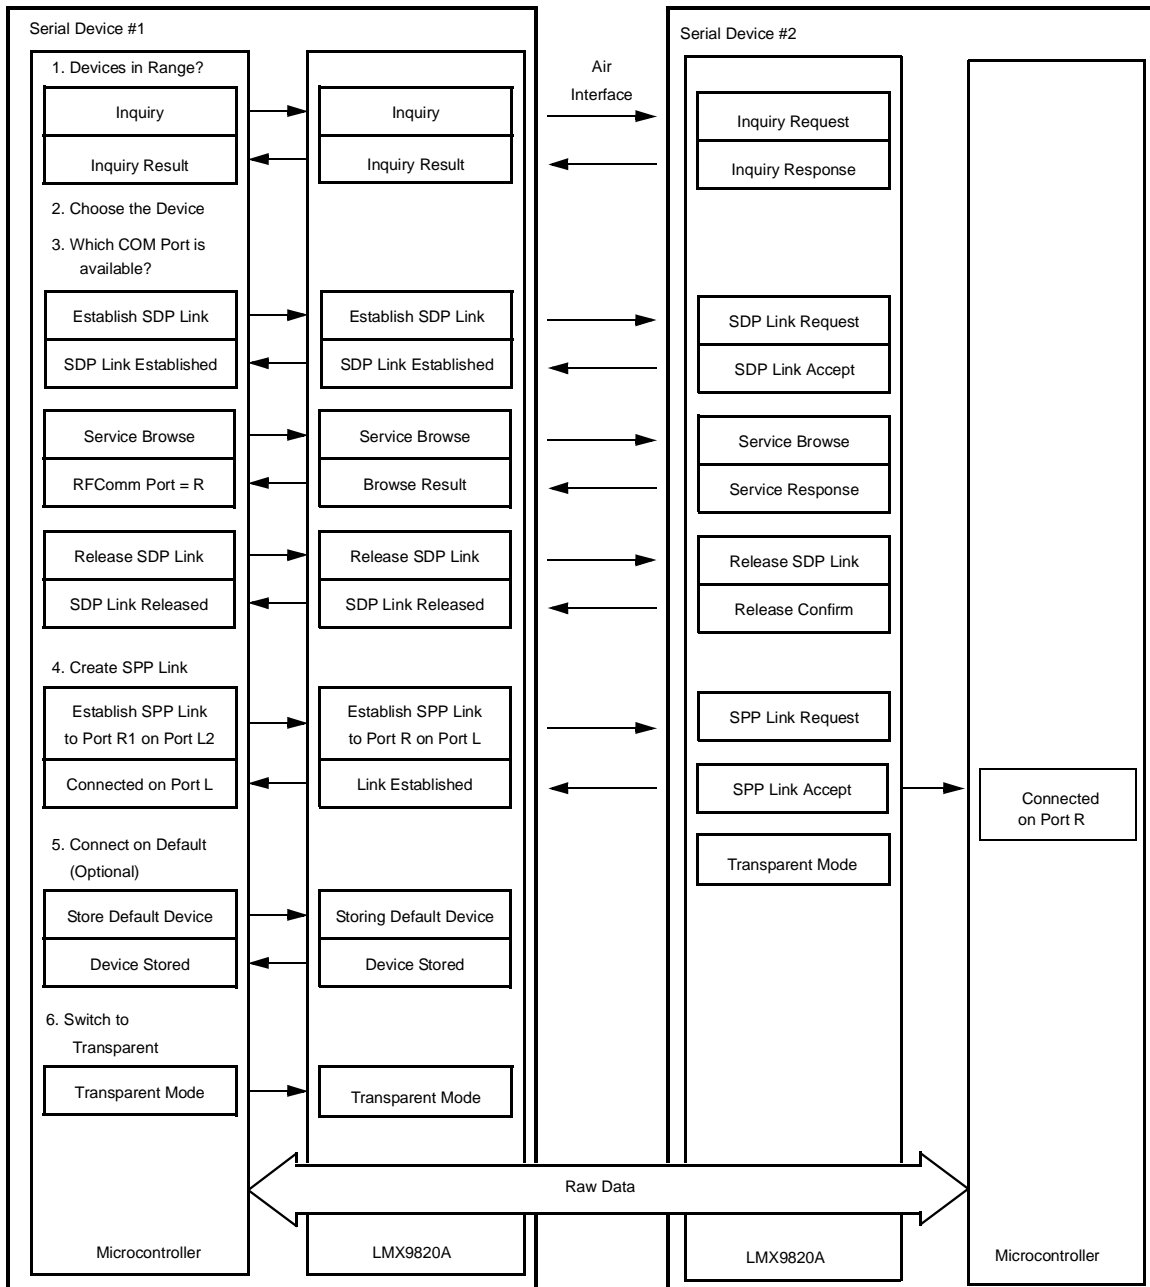 Serial Device #1
1. Devices in Range?
Inquiry
Inquiry Result
2. Choose the Device
3. Which COM Port is
available?
Establish SDP Link
SDP Link Established
Service Browse
RFComm Port = R
Release SDP Link
SDP Link Released
4. Create SPP Link
Establish SPP Link
to Port R1 on Port L2
Connected on Port L
5. Connect on Default
(Optional)
Store Default Device
Device Stored
6. Switch to
Transparent
Transparent Mode
Microcontroller
Inquiry
Inquiry Result
Establish SDP Link
SDP Link Established
Service Browse
Browse Result
Release SDP Link
SDP Link Released
Establish SPP Link
to Port R on Port L
Link Established
Storing Default Device
Device Stored
Transparent Mode
LMX9820A
Air
Interface
Raw Data
Serial Device #2
Inquiry Request
Inquiry Response
SDP Link Request
SDP Link Accept
Service Browse
Service Response
Release SDP Link
Release Confirm
SPP Link Request
SPP Link Accept
Transparent Mode
LMX9820A
Connected
on Port R
Microcontroller